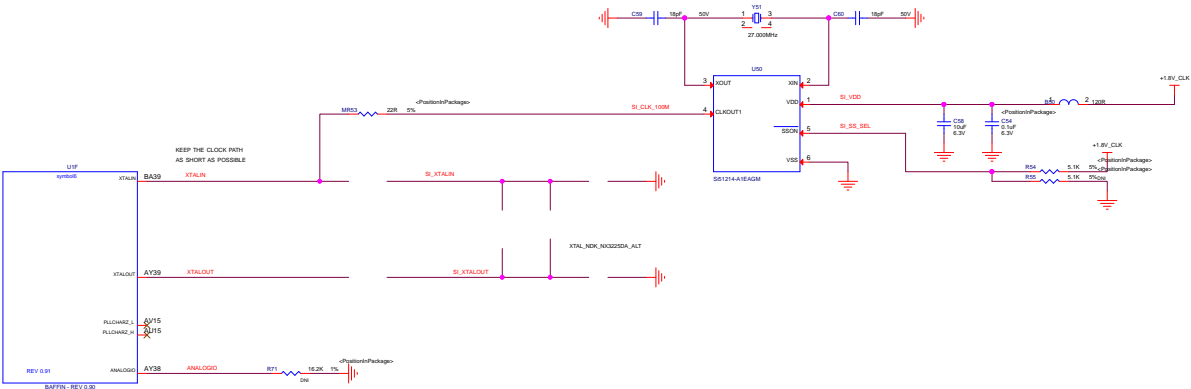 C59
18pF
50V
Y51
1
3
2
4
27.000MHz
C60
18pF
50V
U50
3
XOUT
XIN
2
VDD
1
4
CLKOUT1
SSON
5
VSS
6
Si51214-A1EAGM
SI_CLK_100M
MR53
22R
5%
<PositionInPackage>
SI_VDD
SI_SS_SEL
C58
10uF
6.3V
<PositionInPackage>
C54
0.1uF
6.3V
1
2
120R
+1.8V_CLK
+1.8V_CLK
<PositionInPackage>
R54
5.1K
5%
<PositionInPackage>
R55
5.1K
5%
DNI
KEEP THE CLOCK PATH
AS SHORT AS POSSIBLE
U1F
symbol6
XTALIN
BA39
XTALIN
SI_XTALIN
XTAL_NDK_NX3225DA_ALT
XTALOUT
AY39
XTALOUT
SI_XTALOUT
PLLCHARZ_L
AV15
PLLCHARZ_H
AU15
ANALOGIO
AY38
ANALOGIO
R71
16.2K
1%
DNI
<PositionInPackage>
REV 0.91
BAFFIN - REV 0.90